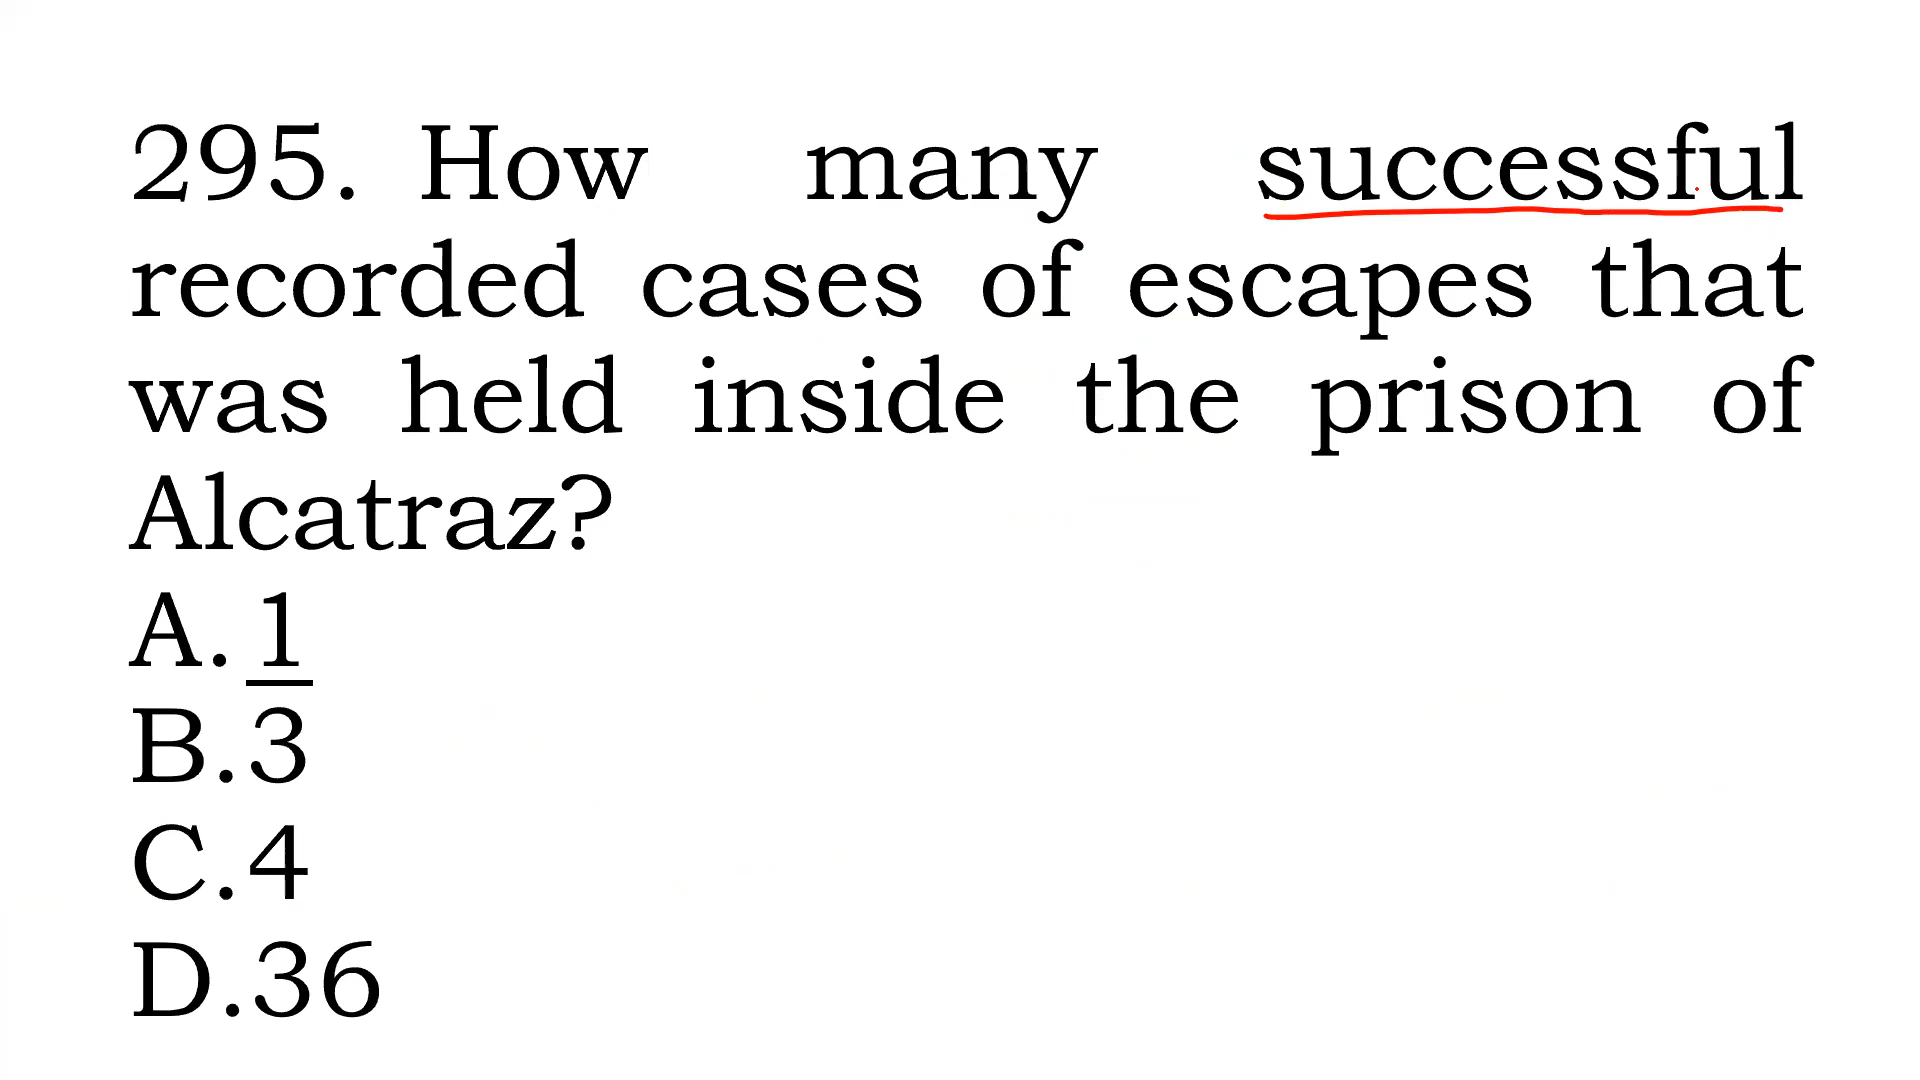 295. How many successful
recorded cases of escapes that
was held inside the prison of
Alcatraz?
A. 1
B. 3
C. 4
D. 36